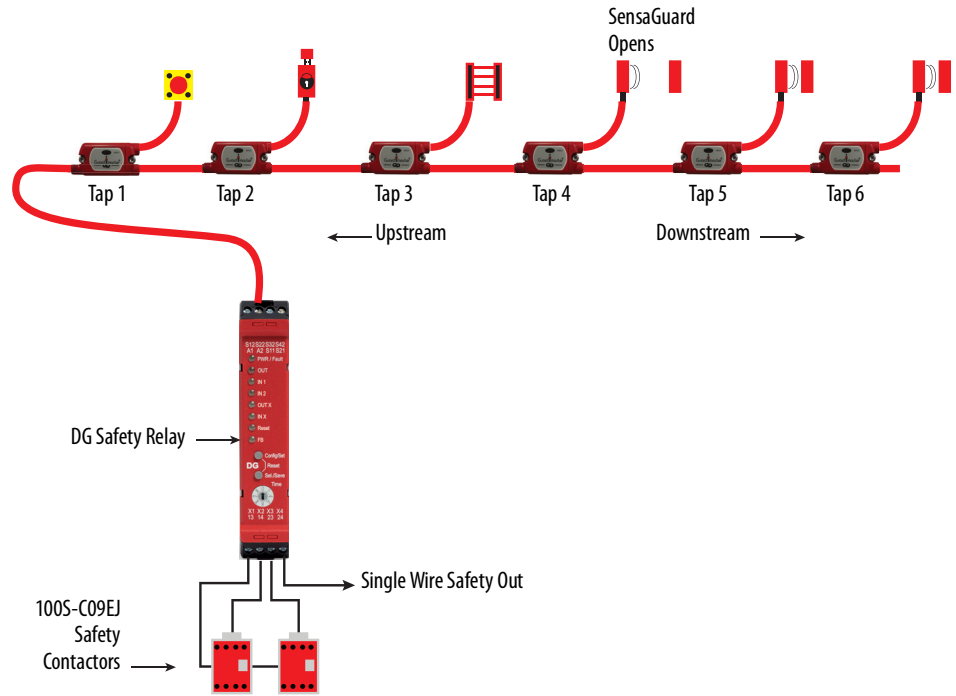 SensaGuard
Opens
Tap 1
Tap 2
Tap 3
Tap 4
Tap 5
Tap 6
Upstream
Downstream
S12 S22 S32 S42
A1 A2 S11 S21
PWR / Fault
OUT
IN 1
IN 2
OUT X
IN X
Reset
FB
DG Safety Relay
Config/Sel
DG Reset
Sel./Save
Time
X1 X2 X3 X4
13 14 23 24
Single Wire Safety Out
100S-C09EJ
Safety
Contactors